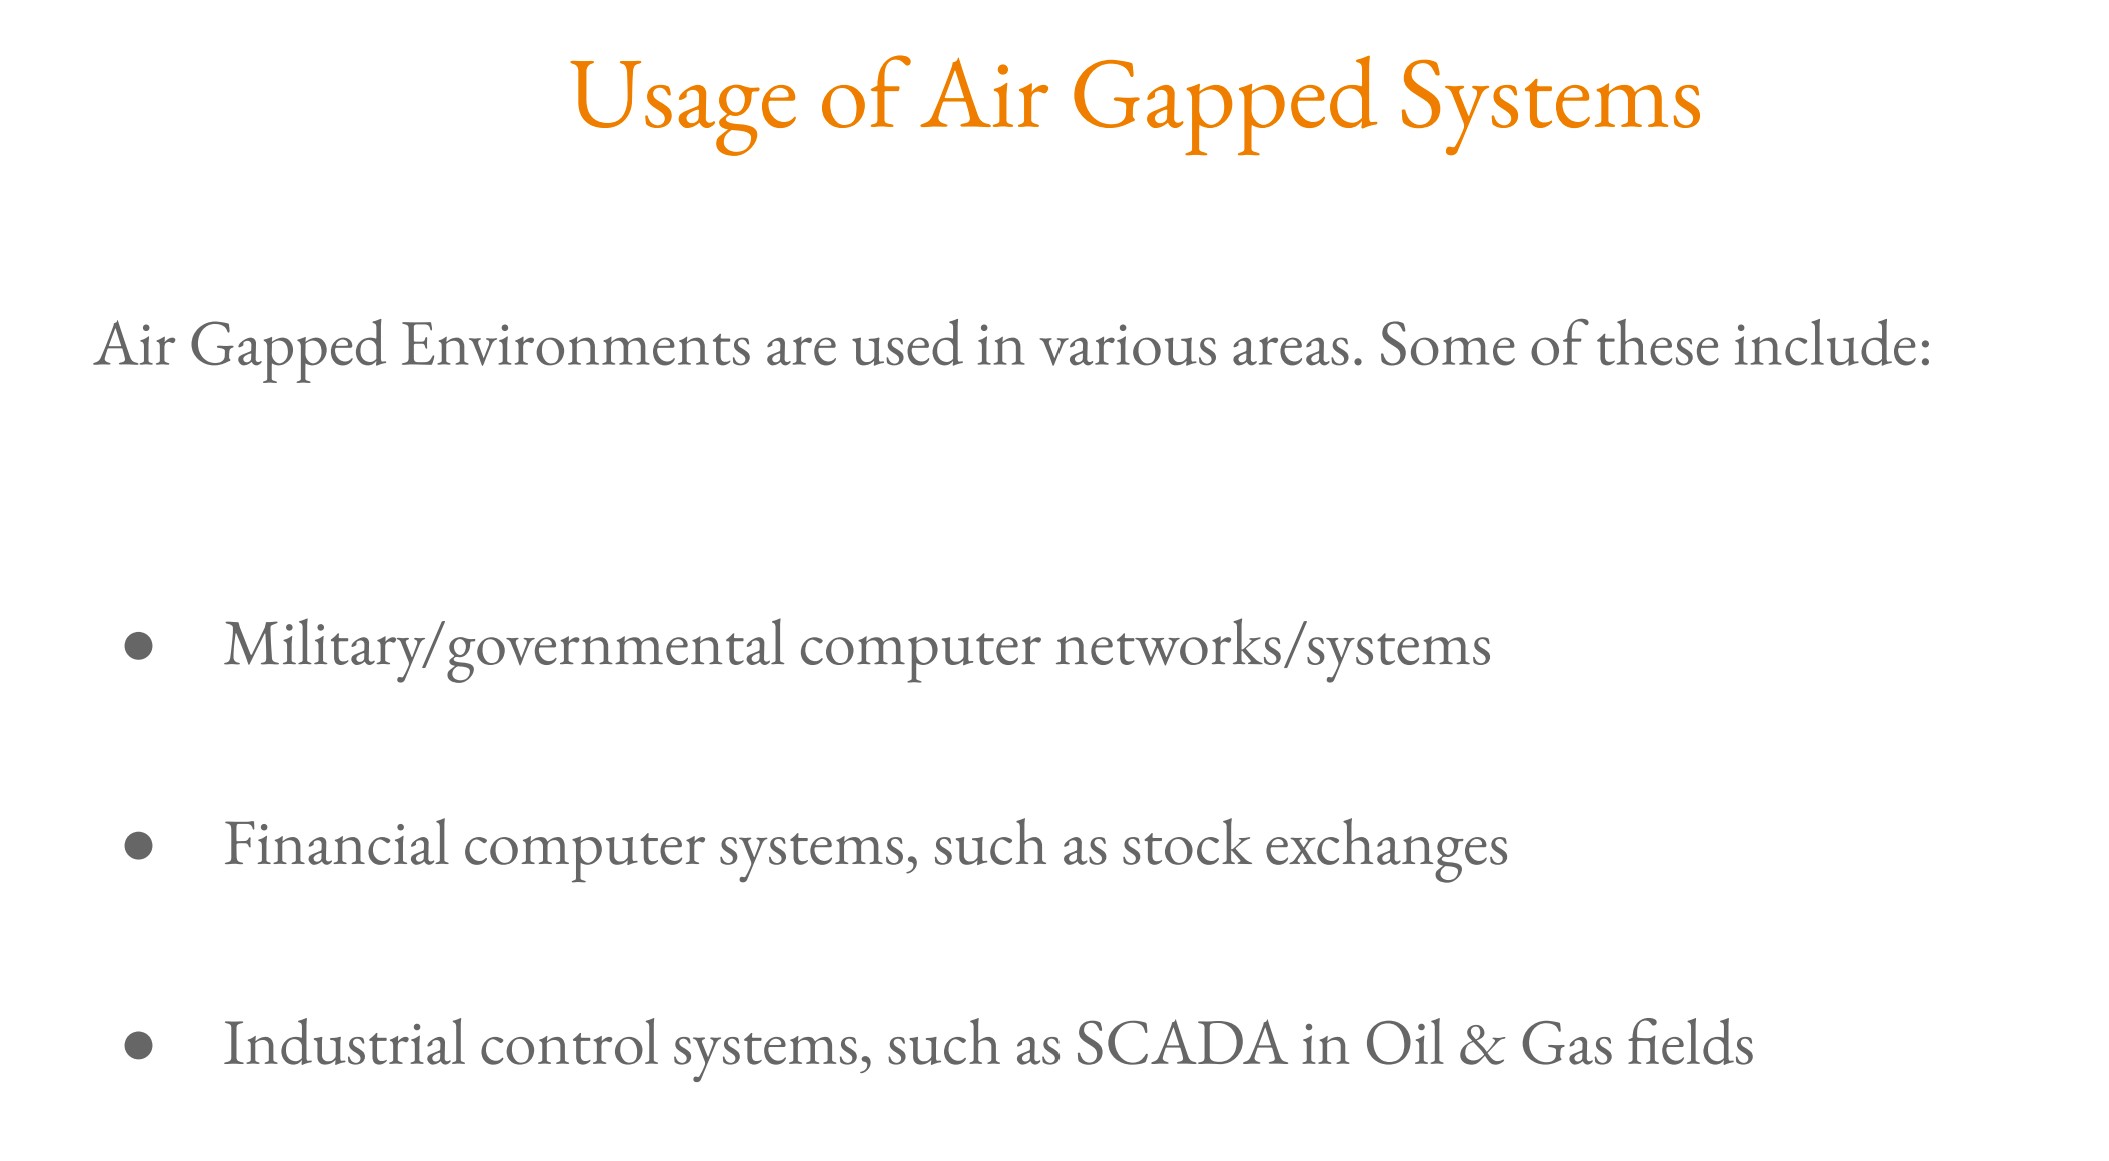 Usage of Air Gapped Systems
Air Gapped Environments are used in various areas. Some of these include:
● Military/governmental computer networks/systems
● Financial computer systems, such as stock exchanges
● Industrial control systems, such as SCADA in Oil & Gas fields